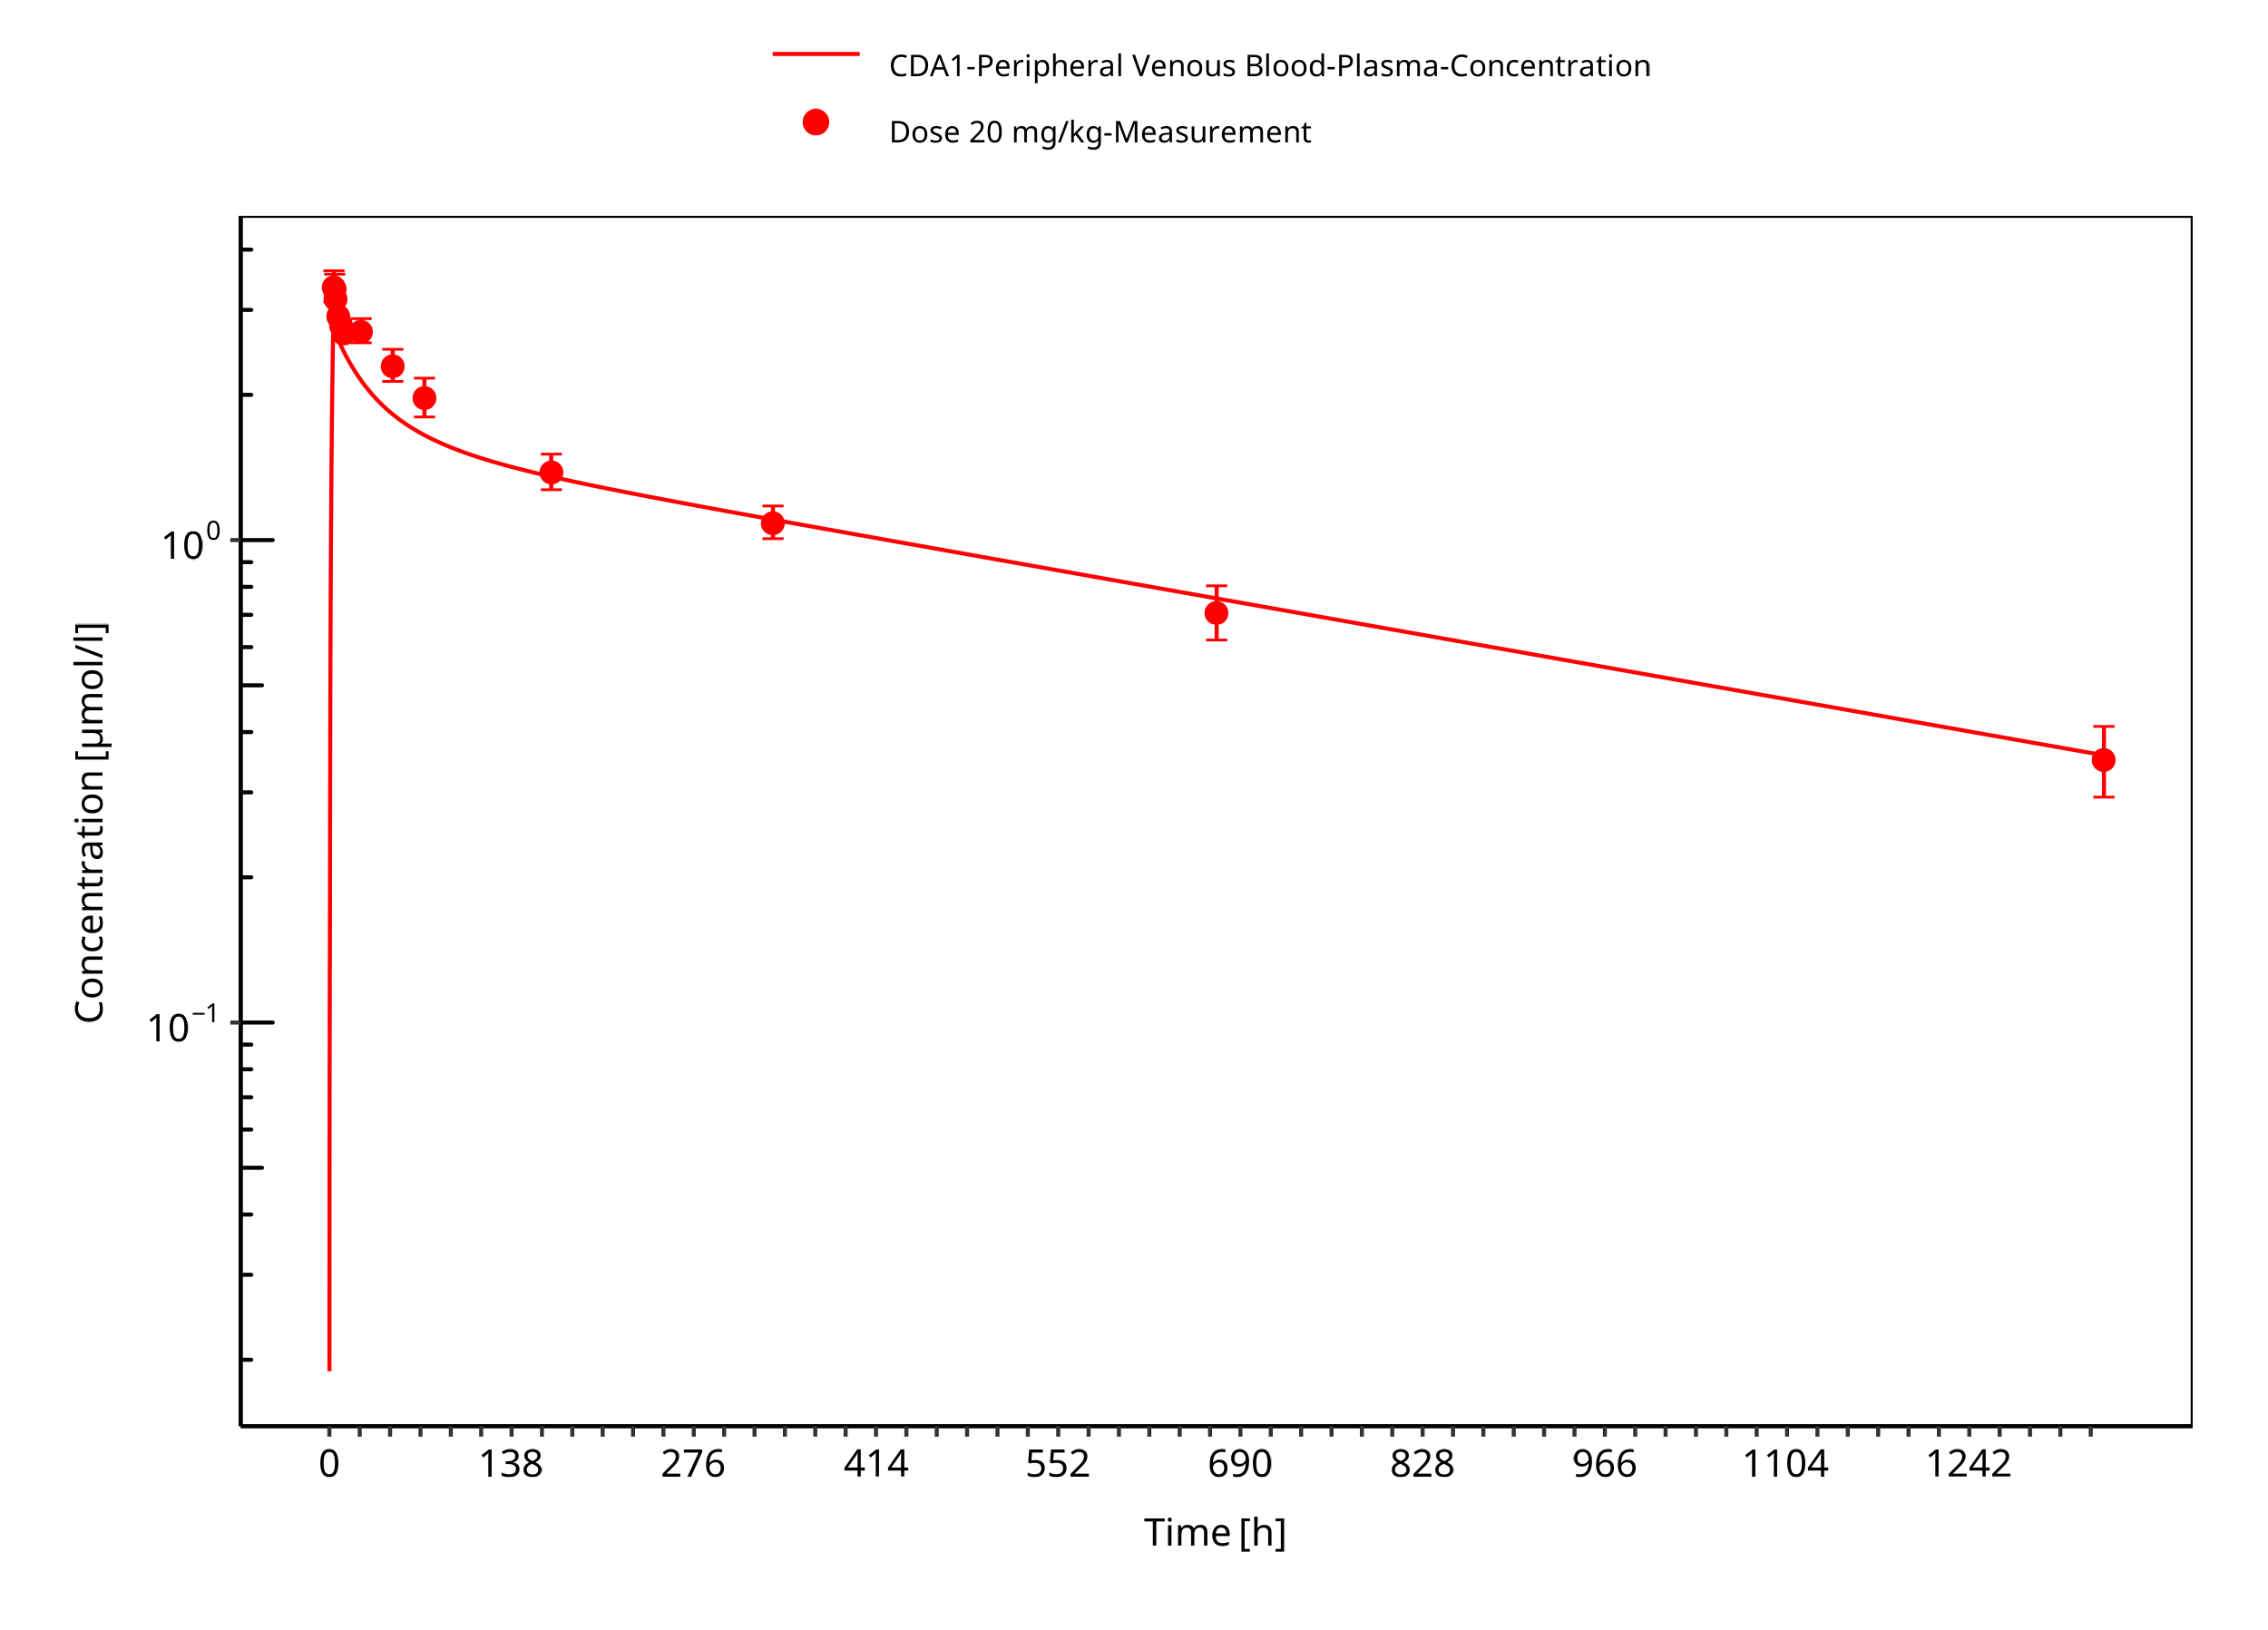 CDA1-Peripheral Venous Blood-Plasma-Concentration
Dose 20 mg/kg-Measurement
Concentration [µmol/l]
10⁰
10⁻¹
0 138 276 414 552 690 828 966 1104 1242
Time [h]